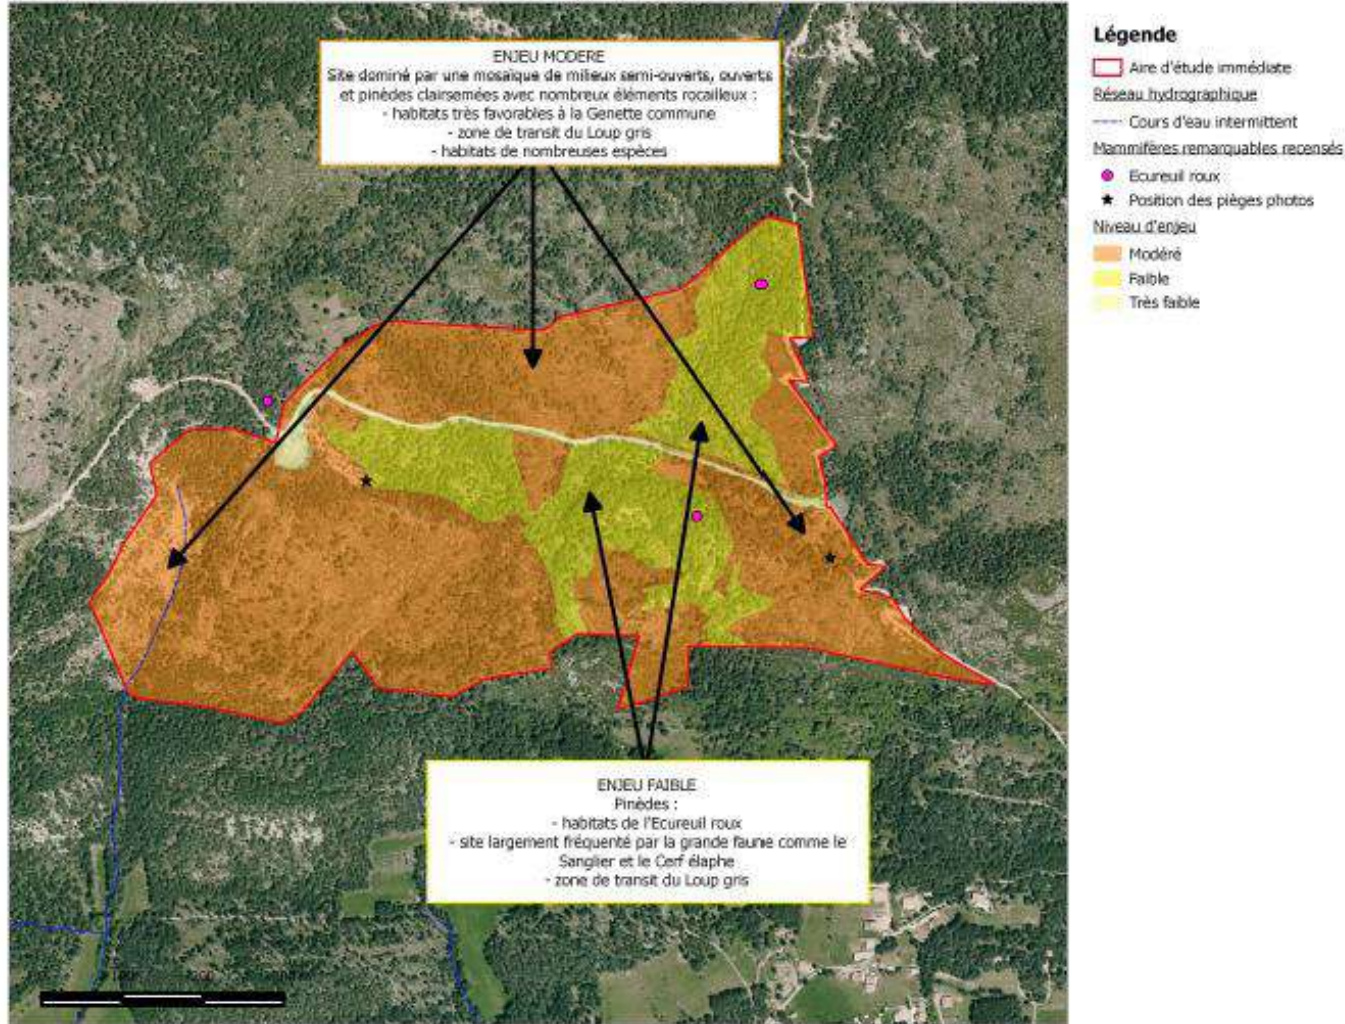 ENJEU MODERE
Site dominé par une mosaïque de milieux semi-ouverts, ouverts
et pinèdes clairsemées avec nombreux éléments rocailleux :
- habitats très favorables à la Genette commune
- zone de transit du Loup gris
- habitats de nombreuses espèces
Légende
Aire d'étude immédiate
Réseau hydrographique
Cours d'eau intermittent
Mammifères remarquables recensés
Ecureuil roux
Position des pièges photos
Niveau d'enjeu
Modéré
Faible
Très faible
ENJEU FAIBLE
Pinèdes :
- habitats de l'Ecureuil roux
- site largement fréquenté par la grande faune comme le
Sanglier et le Cerf élaphe
- zone de transit du Loup gris